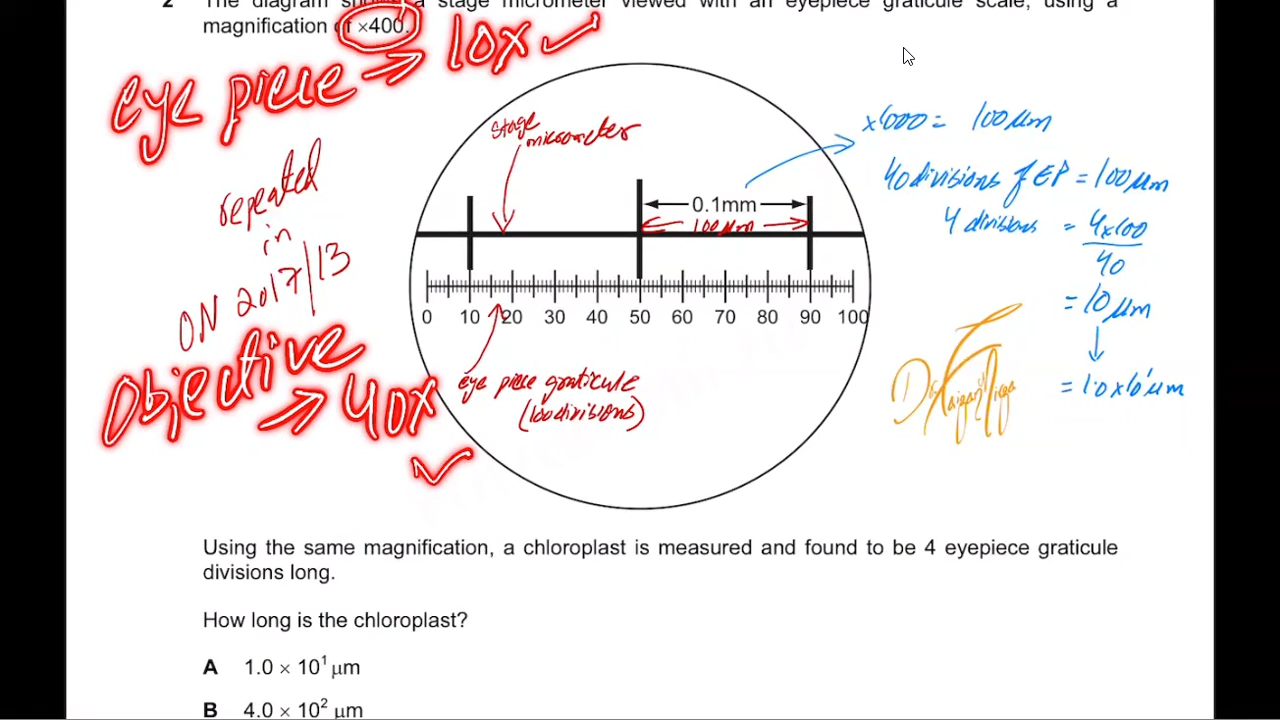 2 The diagram shows a stage micrometer viewed with an eyepiece graticule scale, using a
magnification of ×400.
eye piece → 10x ✓
stage
micrometer
x1000 = 100 µm
40 divisions of EP = 100 µm
4 divisions = 4x100
40
= 10 µm
= 1.0 x 10¹ µm
repeated
in
ON 2017/13
0.1mm
100 µm
0 10 20 30 40 50 60 70 80 90 100
Objective
→ 40x ✓
eye piece graticule
(100 divisions)
Using the same magnification, a chloroplast is measured and found to be 4 eyepiece graticule
divisions long.
How long is the chloroplast?
A 1.0 × 10¹ µm
B 4.0 × 10² µm